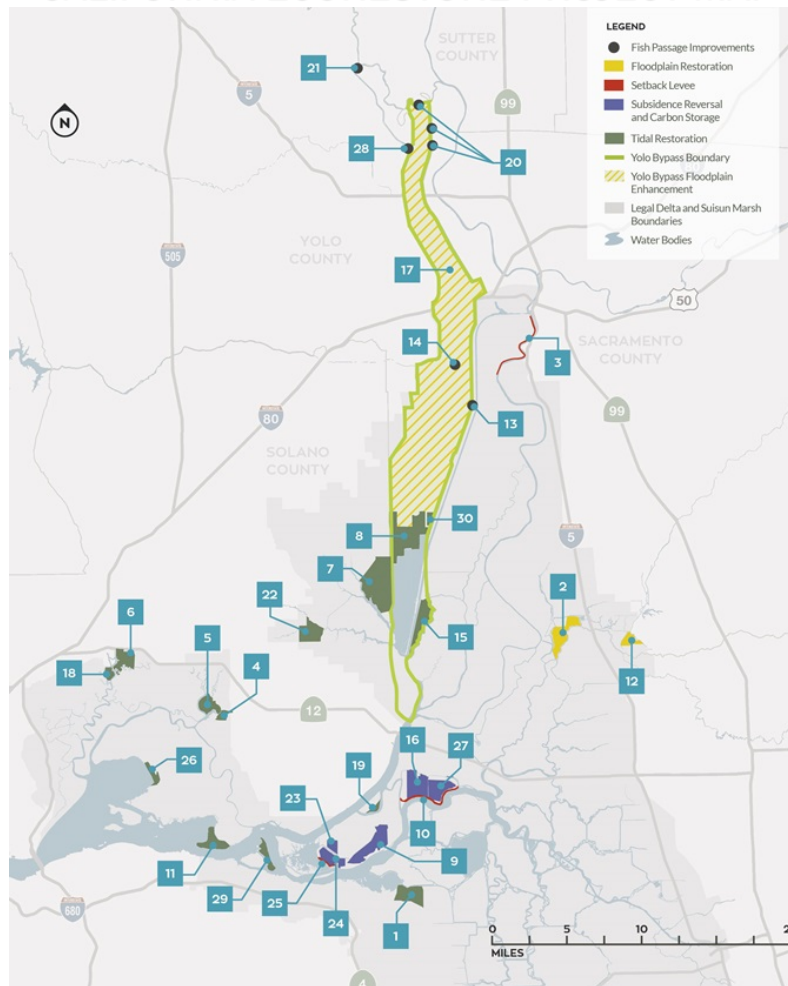 SUTTER
COUNTY
LEGEND
Fish Passage Improvements
Floodplain Restoration
Setback Levee
Subsidence Reversal
and Carbon Storage
Tidal Restoration
Yolo Bypass Boundary
Yolo Bypass Floodplain
Enhancement
Legal Delta and Suisun Marsh
Boundaries
Water Bodies
21
5
99
N
28
20
YOLO
COUNTY
505
17
50
SACRAMENTO
COUNTY
14
3
80
13
99
SOLANO
COUNTY
30
8
5
7
2
22
15
6
5
18
4
12
12
16
27
26
19
23
10
11
9
29
25
24
1
680
4
0
5
10
2
MILES